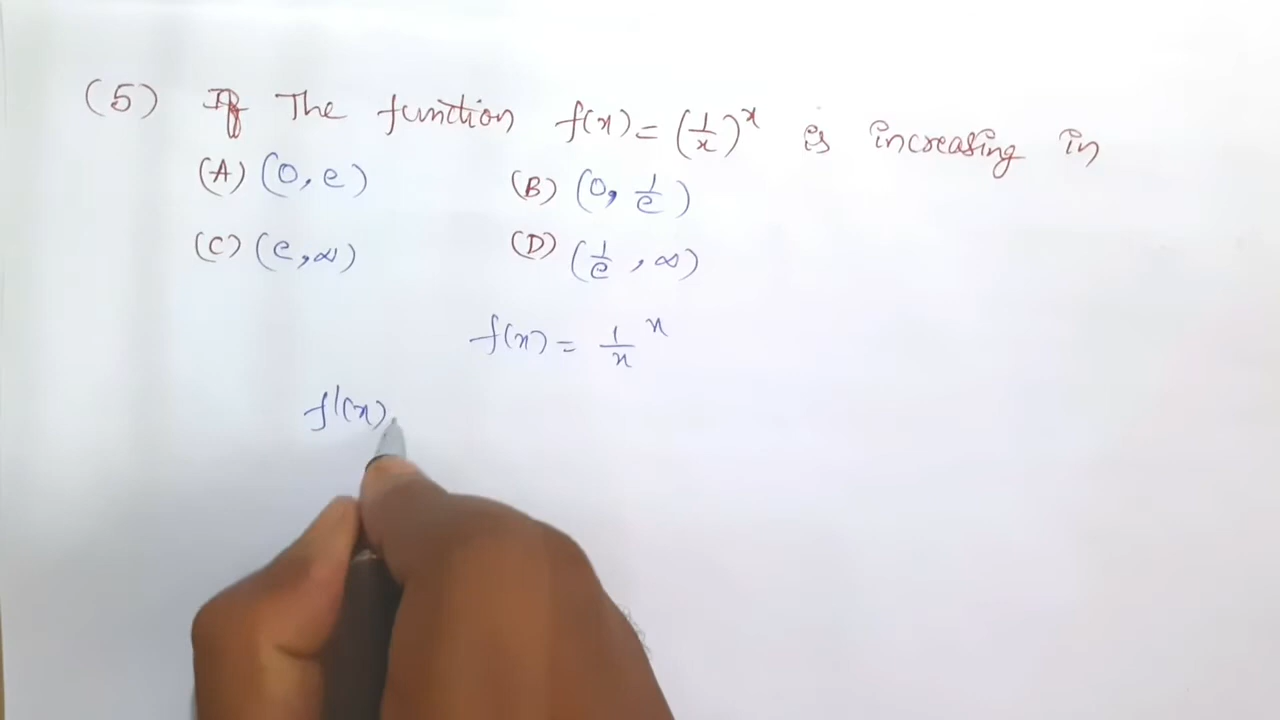 (5) If The function f(x) = (1/x)^x is increasing in
(A) (0, e) (B) (0, 1/e)
(C) (e, ∞) (D) (1/e, ∞)
f(x) = 1/x^x
f'(x)